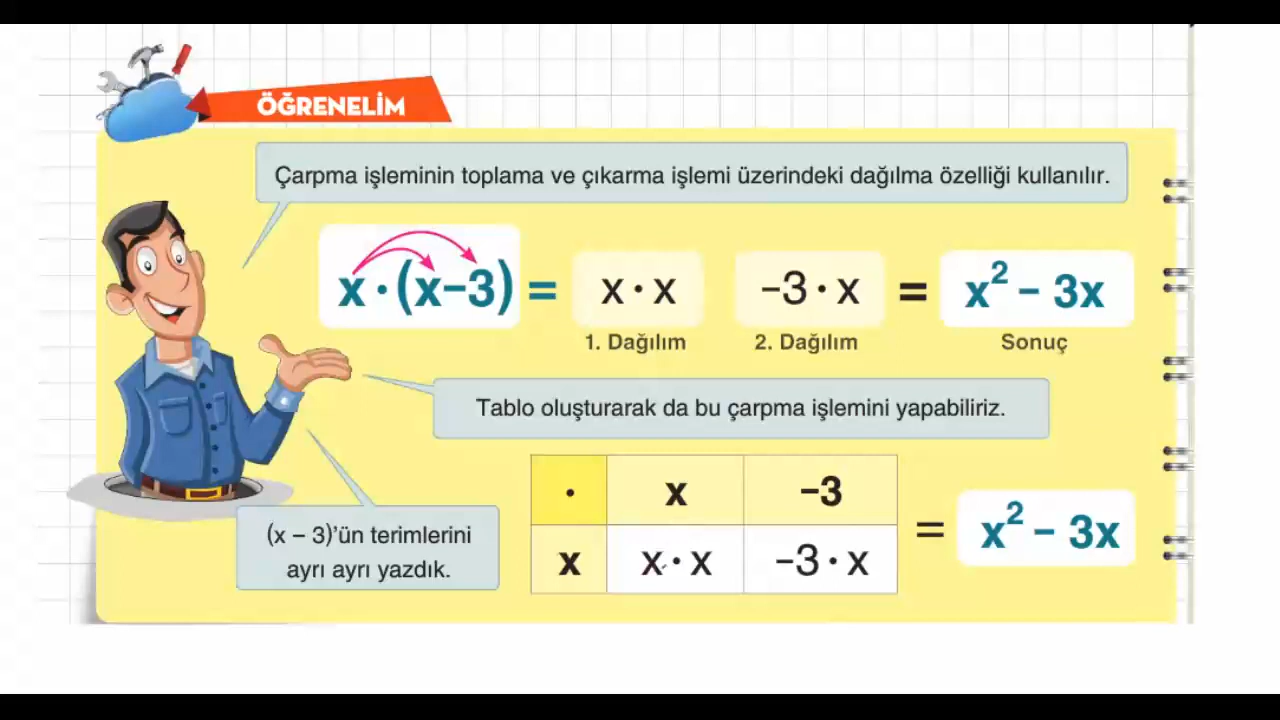 ÖĞRENELİM
Çarpma işleminin toplama ve çıkarma işlemi üzerindeki dağılma özelliği kullanılır.
x · (x−3) = x · x −3 · x = x² − 3x
1. Dağılım 2. Dağılım Sonuç
Tablo oluşturarak da bu çarpma işlemini yapabiliriz.
(x − 3)'ün terimlerini
ayrı ayrı yazdık.
· x −3
x x · x −3 · x = x² − 3x